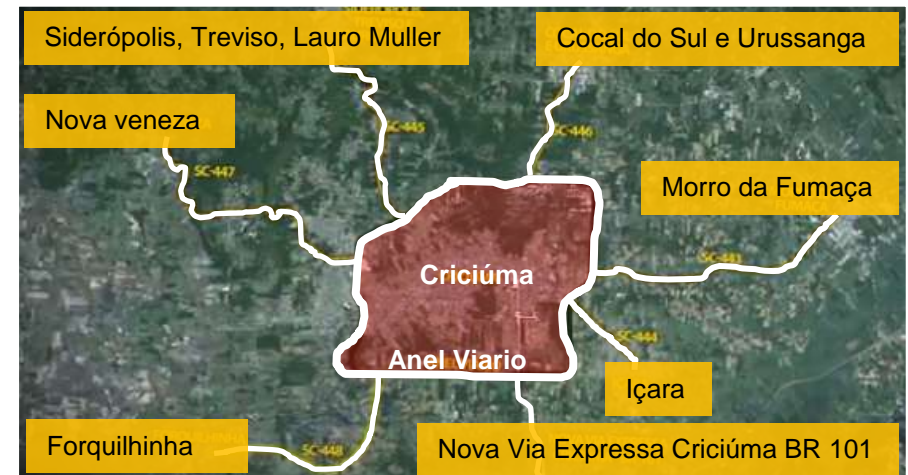 Siderópolis, Treviso, Lauro Muller
Cocal do Sul e Urussanga
Nova veneza
SC-445
SC-446
SC-447
Morro da Fumaça
Criciúma
SC-443
SC-444
Anel Viario
Içara
Forquilhinha
SC-448
Nova Via Expressa Criciúma BR 101